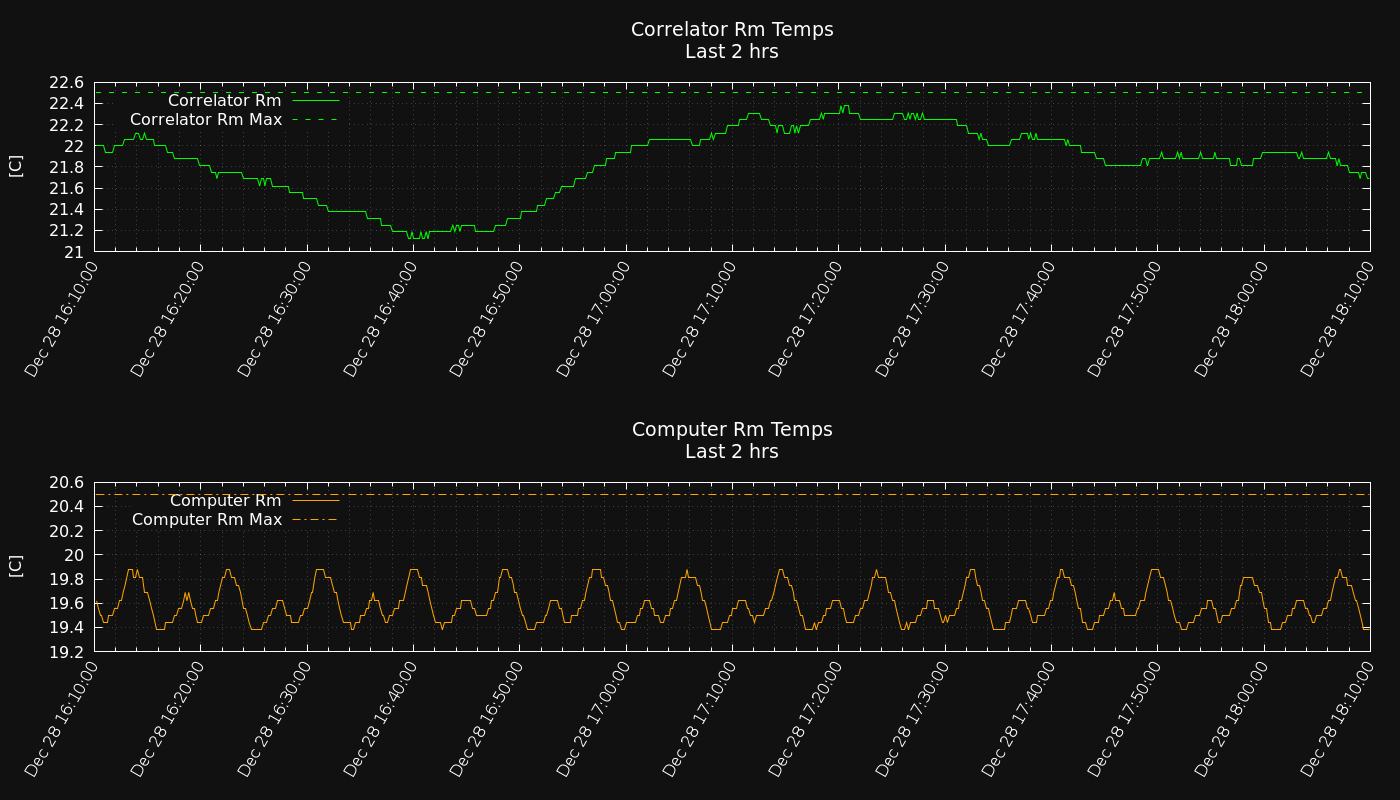 Correlator Rm Temps
Last 2 hrs
22.6
22.4
22.2
22
21.8
21.6
21.4
21.2
21
[C]
Correlator Rm
Correlator Rm Max
Dec 28 16:10:00
Dec 28 16:20:00
Dec 28 16:30:00
Dec 28 16:40:00
Dec 28 16:50:00
Dec 28 17:00:00
Dec 28 17:10:00
Dec 28 17:20:00
Dec 28 17:30:00
Dec 28 17:40:00
Dec 28 17:50:00
Dec 28 18:00:00
Dec 28 18:10:00
Computer Rm Temps
Last 2 hrs
20.6
20.4
20.2
20
19.8
19.6
19.4
19.2
[C]
Computer Rm
Computer Rm Max
Dec 28 16:10:00
Dec 28 16:20:00
Dec 28 16:30:00
Dec 28 16:40:00
Dec 28 16:50:00
Dec 28 17:00:00
Dec 28 17:10:00
Dec 28 17:20:00
Dec 28 17:30:00
Dec 28 17:40:00
Dec 28 17:50:00
Dec 28 18:00:00
Dec 28 18:10:00